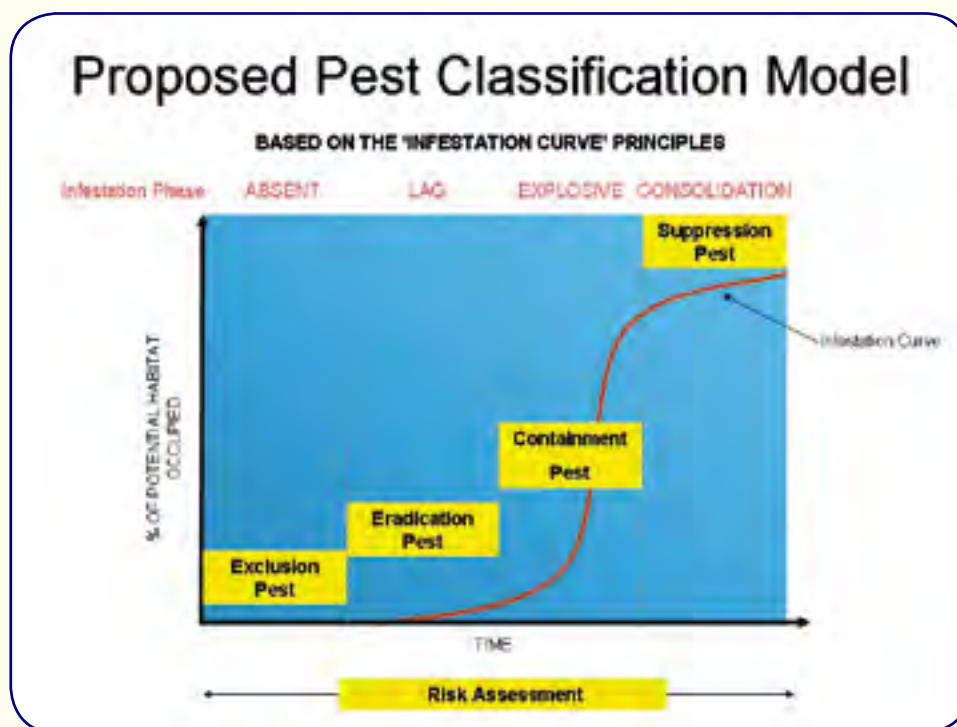 Proposed Pest Classification Model
BASED ON THE 'INFESTATION CURVE' PRINCIPLES
Infestation Phase ABSENT LAG EXPLOSIVE CONSOLIDATION
Suppression
Pest
Infestation Curve
% OF POTENTIAL HABITAT
OCCUPIED
Containment
Pest
Eradication
Pest
Exclusion
Pest
TIME
Risk Assessment